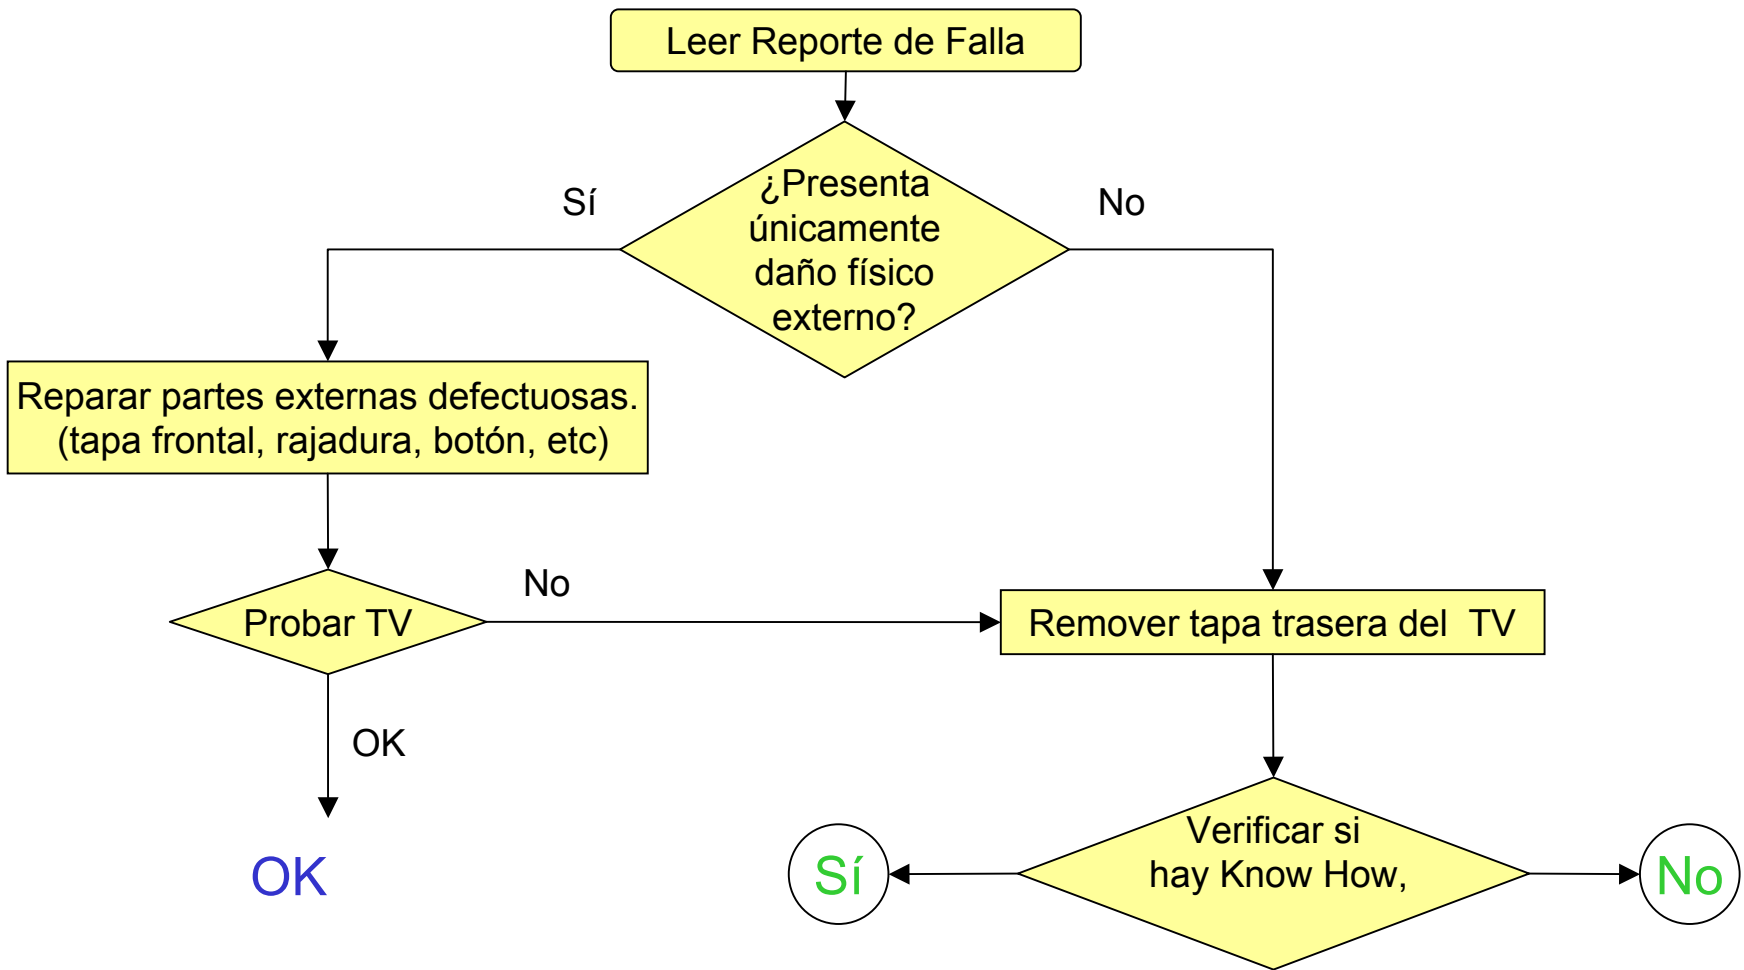 Leer Reporte de Falla
¿Presenta
únicamente
daño físico
externo?
Sí
No
Reparar partes externas defectuosas.
(tapa frontal, rajadura, botón, etc)
Probar TV
No
Remover tapa trasera del  TV
OK
OK
Verificar si
hay Know How,
Sí
No